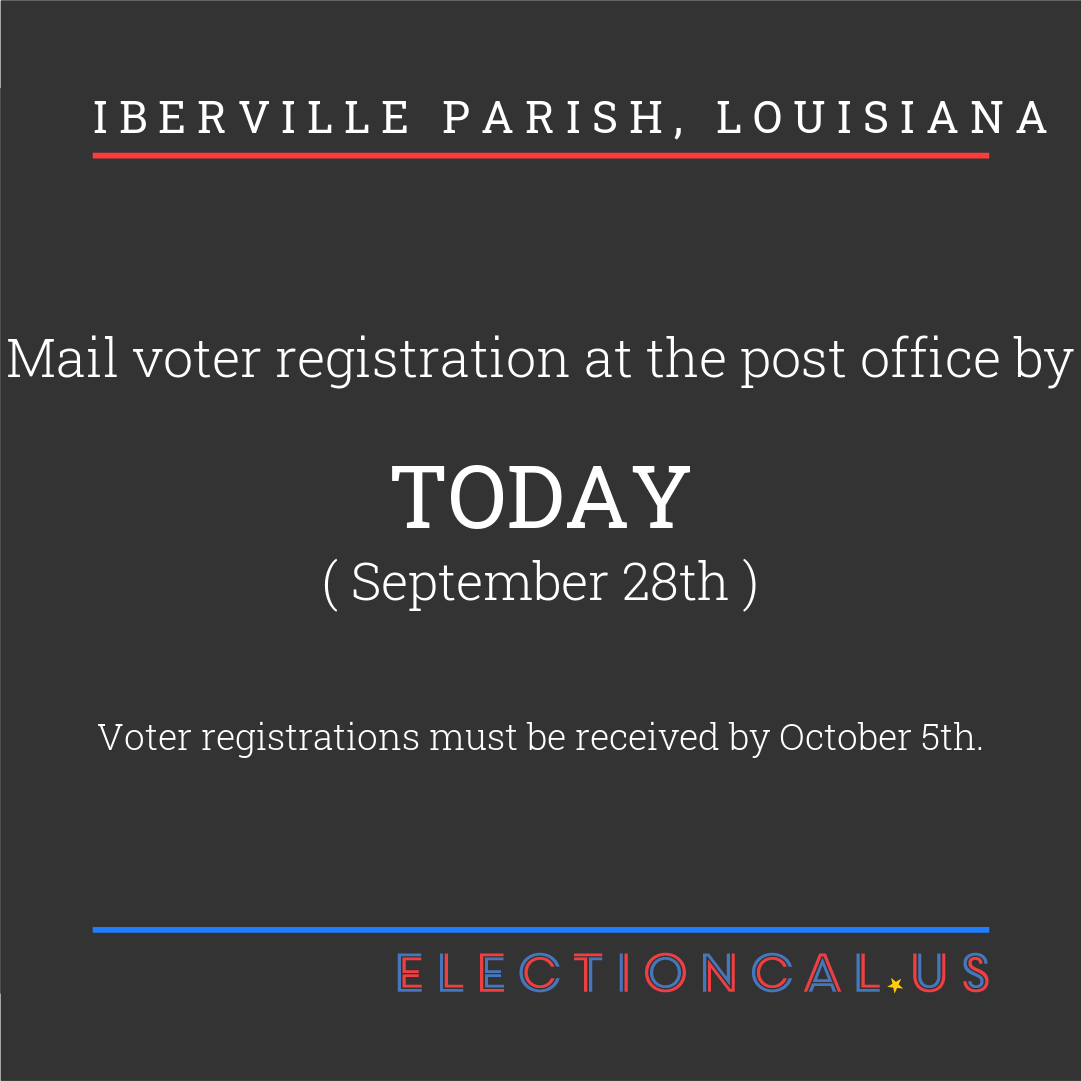 IBERVILLE PARISH, LOUISIANA
Mail voter registration at the post office by
TODAY
( September 28th )
Voter registrations must be received by October 5th.
ELECTIONCAL.US